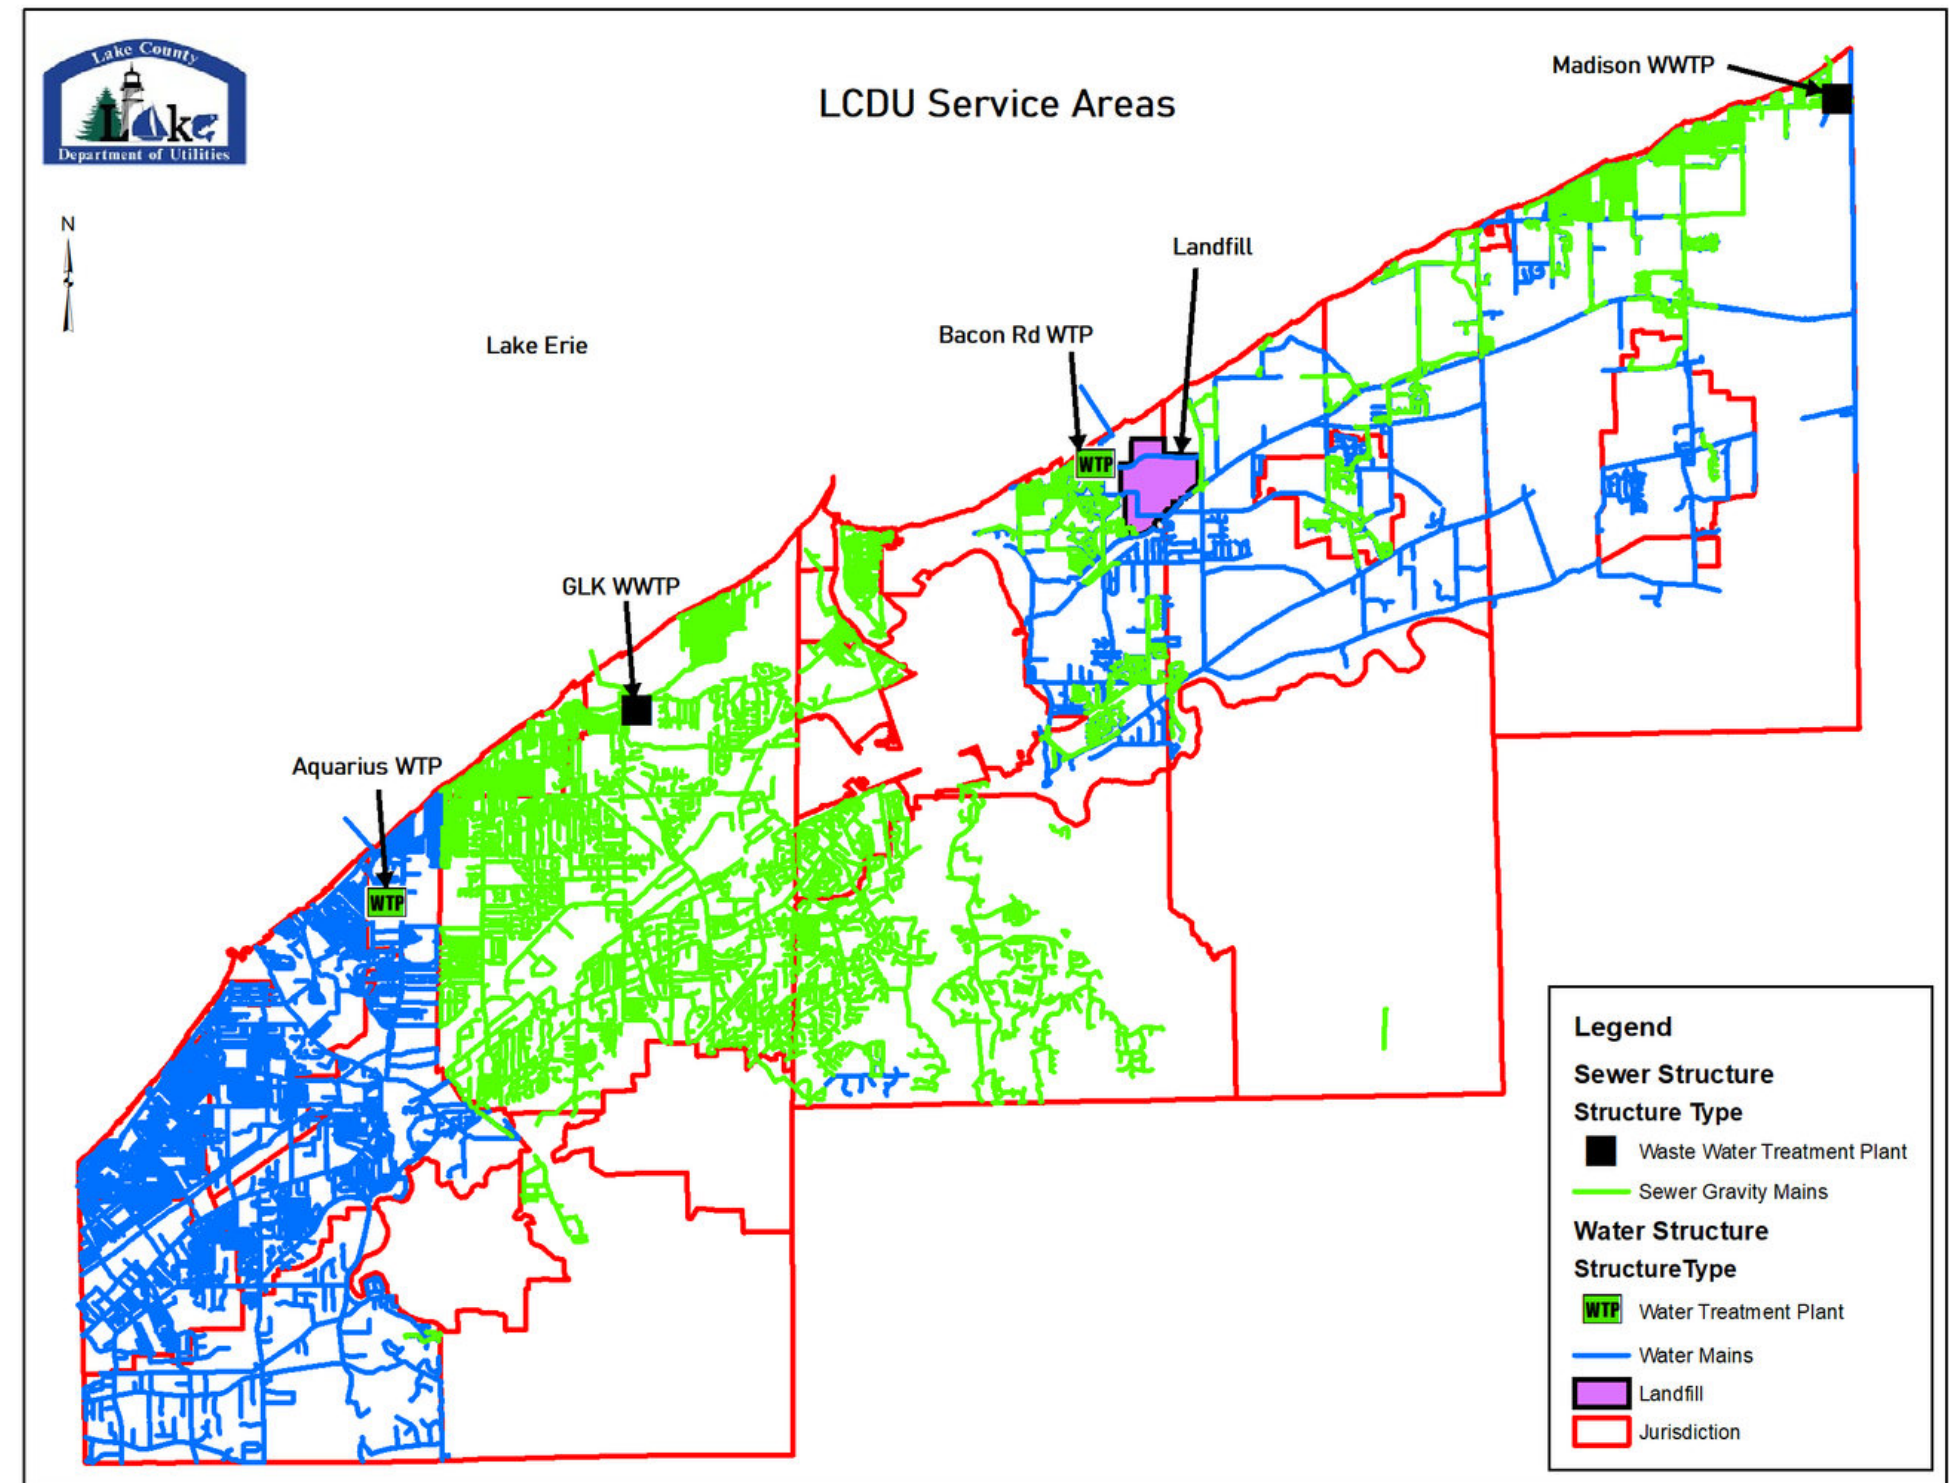 Lake County
Lake
Department of Utilities
LCDU Service Areas
Madison WWTP
N
Landfill
Lake Erie
Bacon Rd WTP
WTP
GLK WWTP
Aquarius WTP
WTP
Legend
Sewer Structure
Structure Type
Waste Water Treatment Plant
Sewer Gravity Mains
Water Structure
StructureType
WTP Water Treatment Plant
Water Mains
Landfill
Jurisdiction